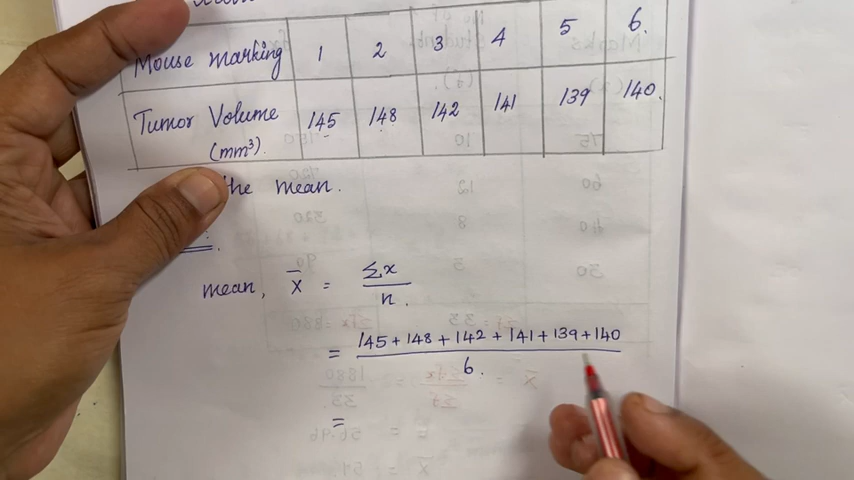 Mouse marking 1 2 3 4 5 6.
Tumor Volume 145 148 142 141 139 140.
(mm³).
the mean.
mean, x̄ = Σx
n.
= 145 + 148 + 142 + 141 + 139 + 140
6.
=